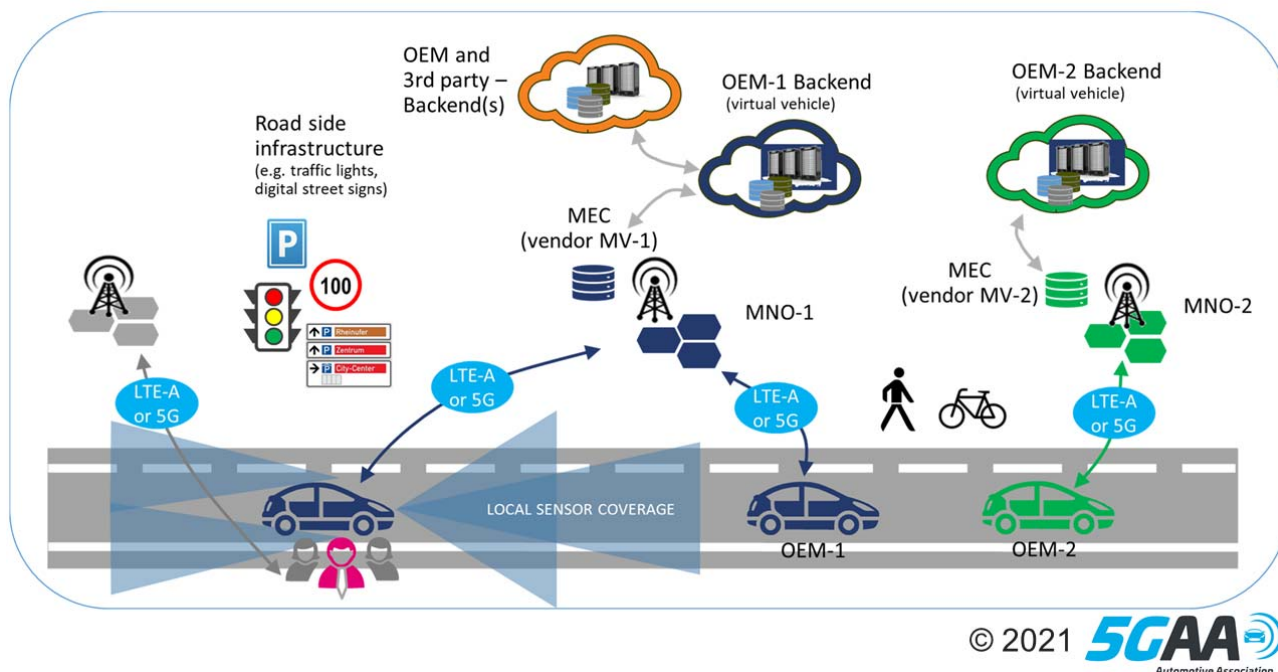 OEM and
3rd party –
Backend(s)
OEM-1 Backend
(virtual vehicle)
OEM-2 Backend
(virtual vehicle)
Road side
infrastructure
(e.g. traffic lights,
digital street signs)
P
100
P Rheinufer
P Zentrum
P City-Center
MEC
(vendor MV-1)
MNO-1
MEC
(vendor MV-2)
MNO-2
LTE-A
or 5G
LTE-A
or 5G
LTE-A
or 5G
LTE-A
or 5G
LOCAL SENSOR COVERAGE
OEM-1
OEM-2
© 2021 5GAA
Automotive Association